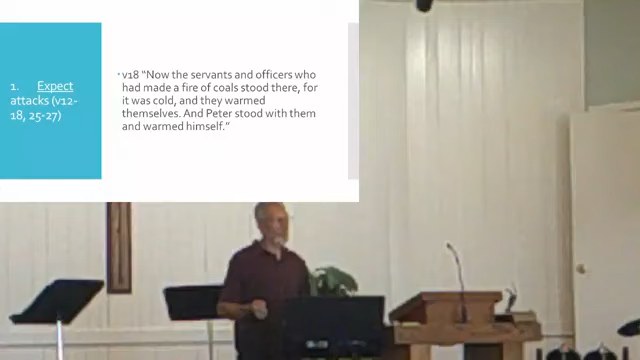 1. Expect
attacks (v12-
18, 25-27)
• v18 “Now the servants and officers who
had made a fire of coals stood there, for
it was cold, and they warmed
themselves. And Peter stood with them
and warmed himself.”